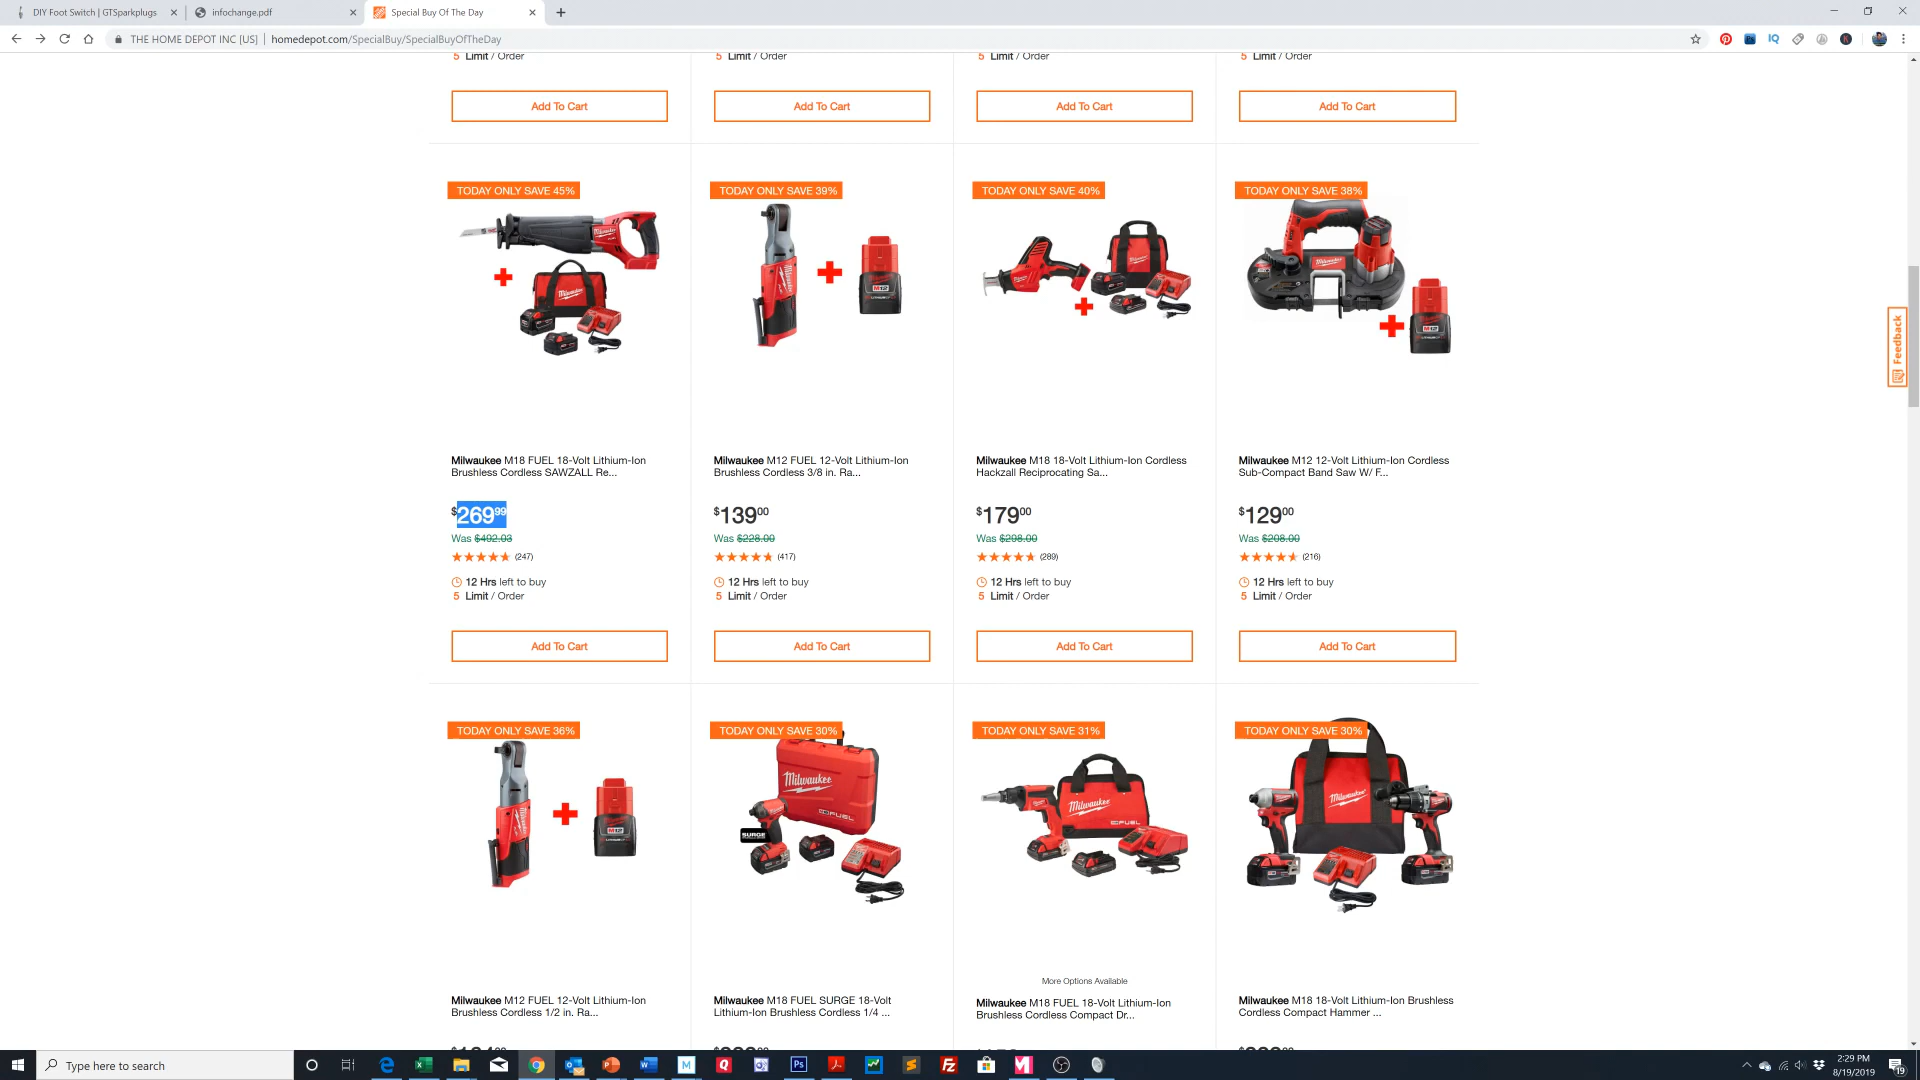 DIY Foot Switch | GTSparkplugs
infochange.pdf
Special Buy Of The Day
THE HOME DEPOT INC [US] | homedepot.com/SpecialBuy/SpecialBuyOfTheDay
5 Limit / Order
5 Limit / Order
5 Limit / Order
5 Limit / Order
Add To Cart
Add To Cart
Add To Cart
Add To Cart
TODAY ONLY SAVE 45%
TODAY ONLY SAVE 39%
TODAY ONLY SAVE 40%
TODAY ONLY SAVE 38%
Milwaukee
M12
M12
Feedback
Milwaukee M18 FUEL 18-Volt Lithium-Ion
Brushless Cordless SAWZALL Re...
Milwaukee M12 FUEL 12-Volt Lithium-Ion
Brushless Cordless 3/8 in. Ra...
Milwaukee M18 18-Volt Lithium-Ion Cordless
Hackzall Reciprocating Sa...
Milwaukee M12 12-Volt Lithium-Ion Cordless
Sub-Compact Band Saw W/ F...
$269.99
$139.00
$179.00
$129.00
Was $492.03
Was $228.00
Was $298.00
Was $208.00
(247)
(417)
(289)
(216)
12 Hrs left to buy
12 Hrs left to buy
12 Hrs left to buy
12 Hrs left to buy
5 Limit / Order
5 Limit / Order
5 Limit / Order
5 Limit / Order
Add To Cart
Add To Cart
Add To Cart
Add To Cart
TODAY ONLY SAVE 36%
TODAY ONLY SAVE 30%
TODAY ONLY SAVE 31%
TODAY ONLY SAVE 30%
Milwaukee
FUEL
SURGE
M12
Milwaukee
FUEL
Milwaukee
More Options Available
Milwaukee M12 FUEL 12-Volt Lithium-Ion
Brushless Cordless 1/2 in. Ra...
Milwaukee M18 FUEL SURGE 18-Volt
Lithium-Ion Brushless Cordless 1/4 ...
Milwaukee M18 FUEL 18-Volt Lithium-Ion
Brushless Cordless Compact Dr...
Milwaukee M18 18-Volt Lithium-Ion Brushless
Cordless Compact Hammer ...
Type here to search
2:29 PM
8/19/2019
19